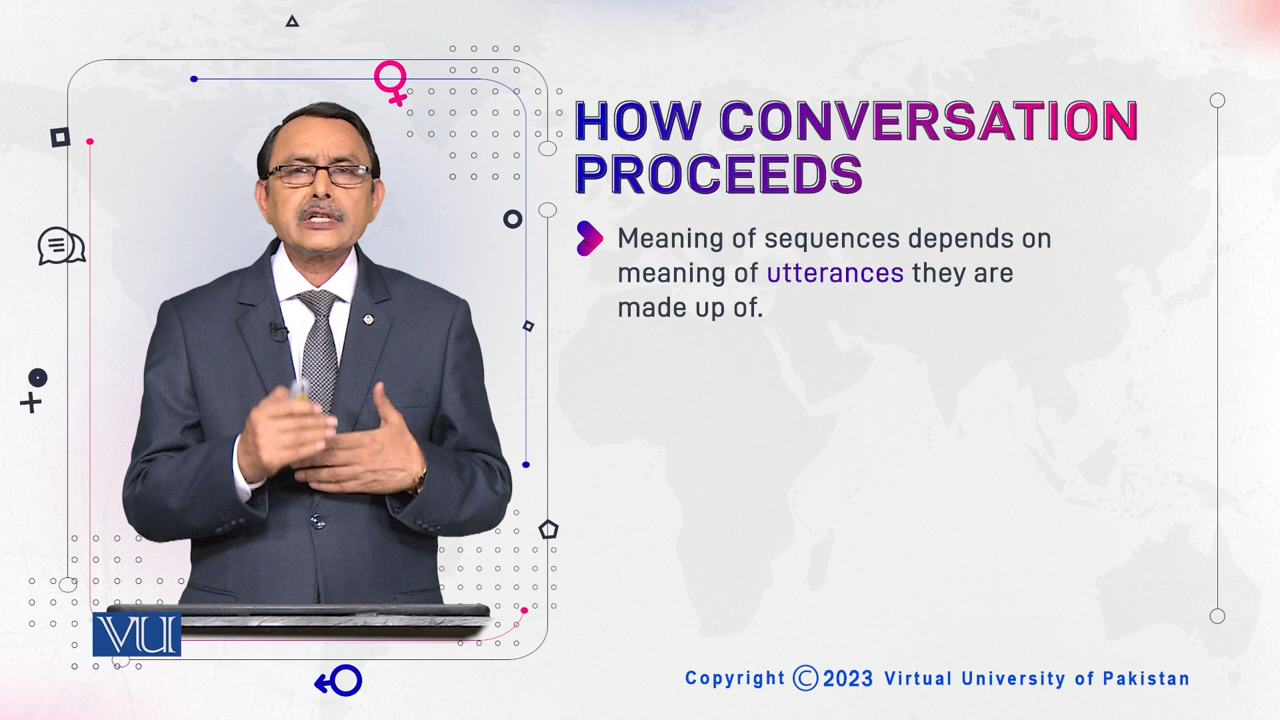 HOW CONVERSATION
PROCEEDS
Meaning of sequences depends on
meaning of utterances they are
made up of.
VU
Copyright ©2023 Virtual University of Pakistan